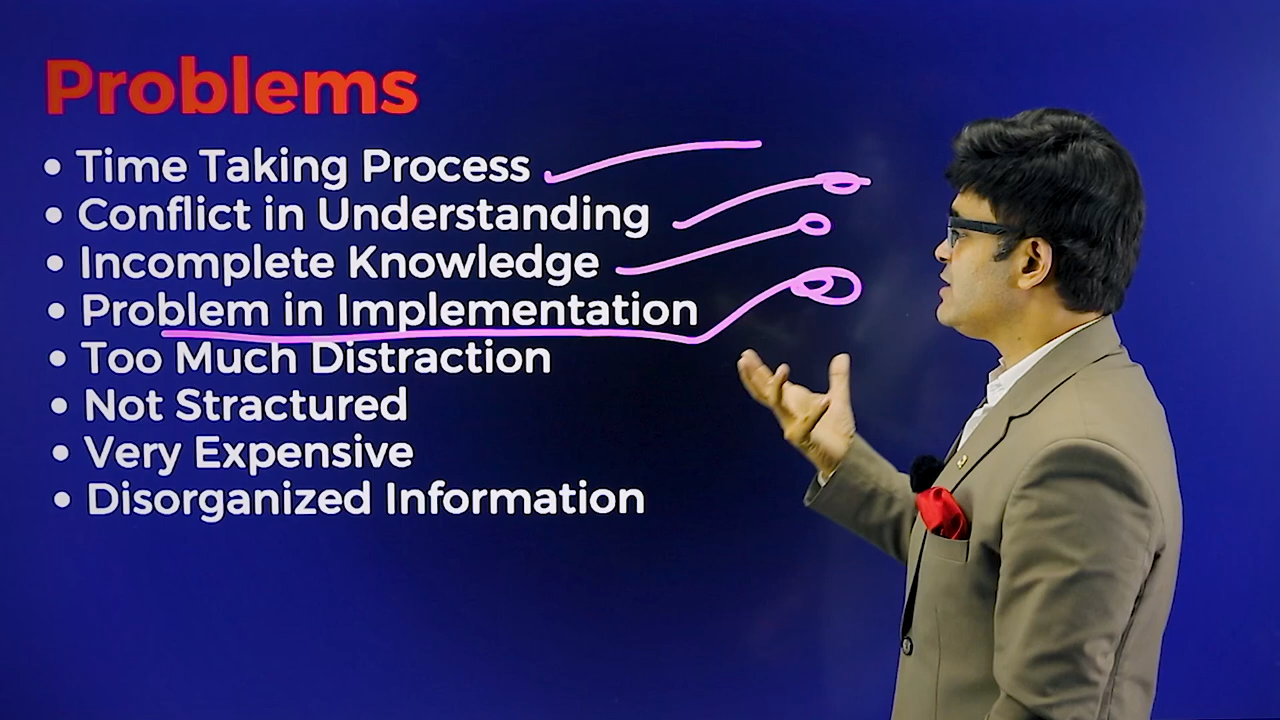 Problems
• Time Taking Process
• Conflict in Understanding
• Incomplete Knowledge
• Problem in Implementation
• Too Much Distraction
• Not Stractured
• Very Expensive
• Disorganized Information